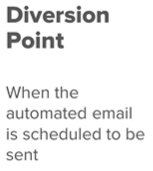 Diversion
Point
When the
automated email
is scheduled to be
sent